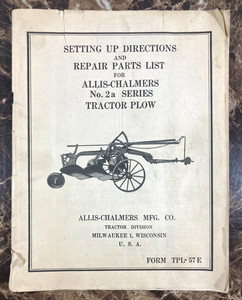 SETTING UP DIRECTIONS
AND
REPAIR PARTS LIST
FOR
ALLIS-CHALMERS
No. 2a SERIES
TRACTOR PLOW
ALLIS-CHALMERS MFG. CO.
TRACTOR DIVISION
MILWAUKEE 1, WISCONSIN
U. S. A.
FORM TPL-57E